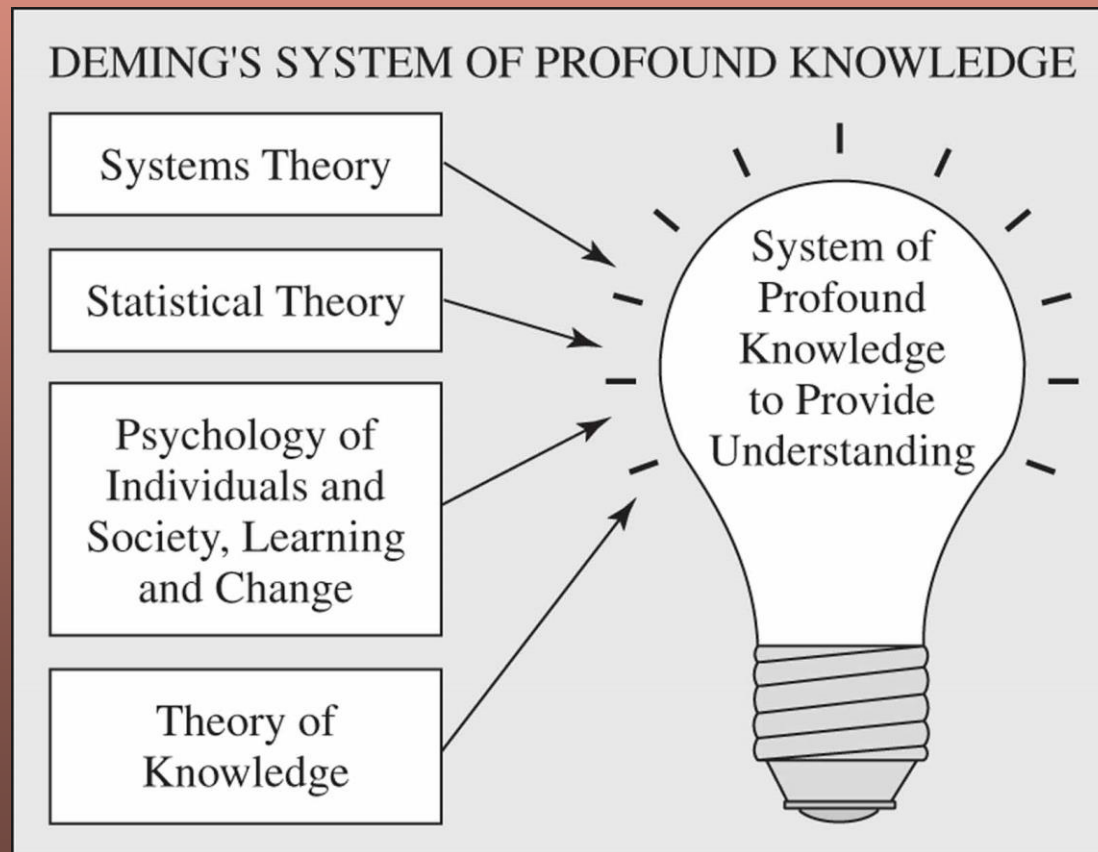 DEMING'S SYSTEM OF PROFOUND KNOWLEDGE
Systems Theory
Statistical Theory
Psychology of
Individuals and
Society, Learning
and Change
Theory of
Knowledge
System of
Profound
Knowledge
to Provide
Understanding